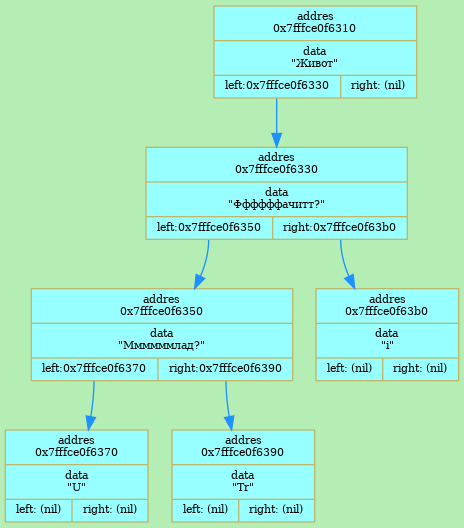 addres
0x7fffce0f6310
data
"Живот"
left:0x7fffce0f6330 right: (nil)
addres
0x7fffce0f6330
data
"Ффффффачитт?"
left:0x7fffce0f6350 right:0x7fffce0f63b0
addres
0x7fffce0f6350
data
"Ммммммлад?"
left:0x7fffce0f6370 right:0x7fffce0f6390
addres
0x7fffce0f63b0
data
"i"
left: (nil) right: (nil)
addres
0x7fffce0f6370
data
"U"
left: (nil) right: (nil)
addres
0x7fffce0f6390
data
"Tr"
left: (nil) right: (nil)